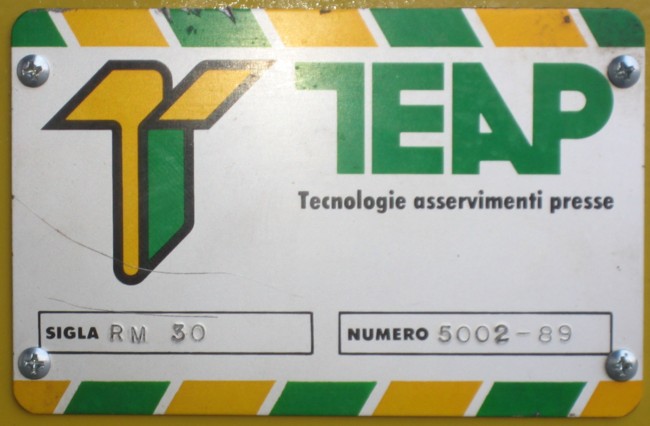 TEAP
Tecnologie asservimenti presse
SIGLA RM 30
NUMERO 5002-89